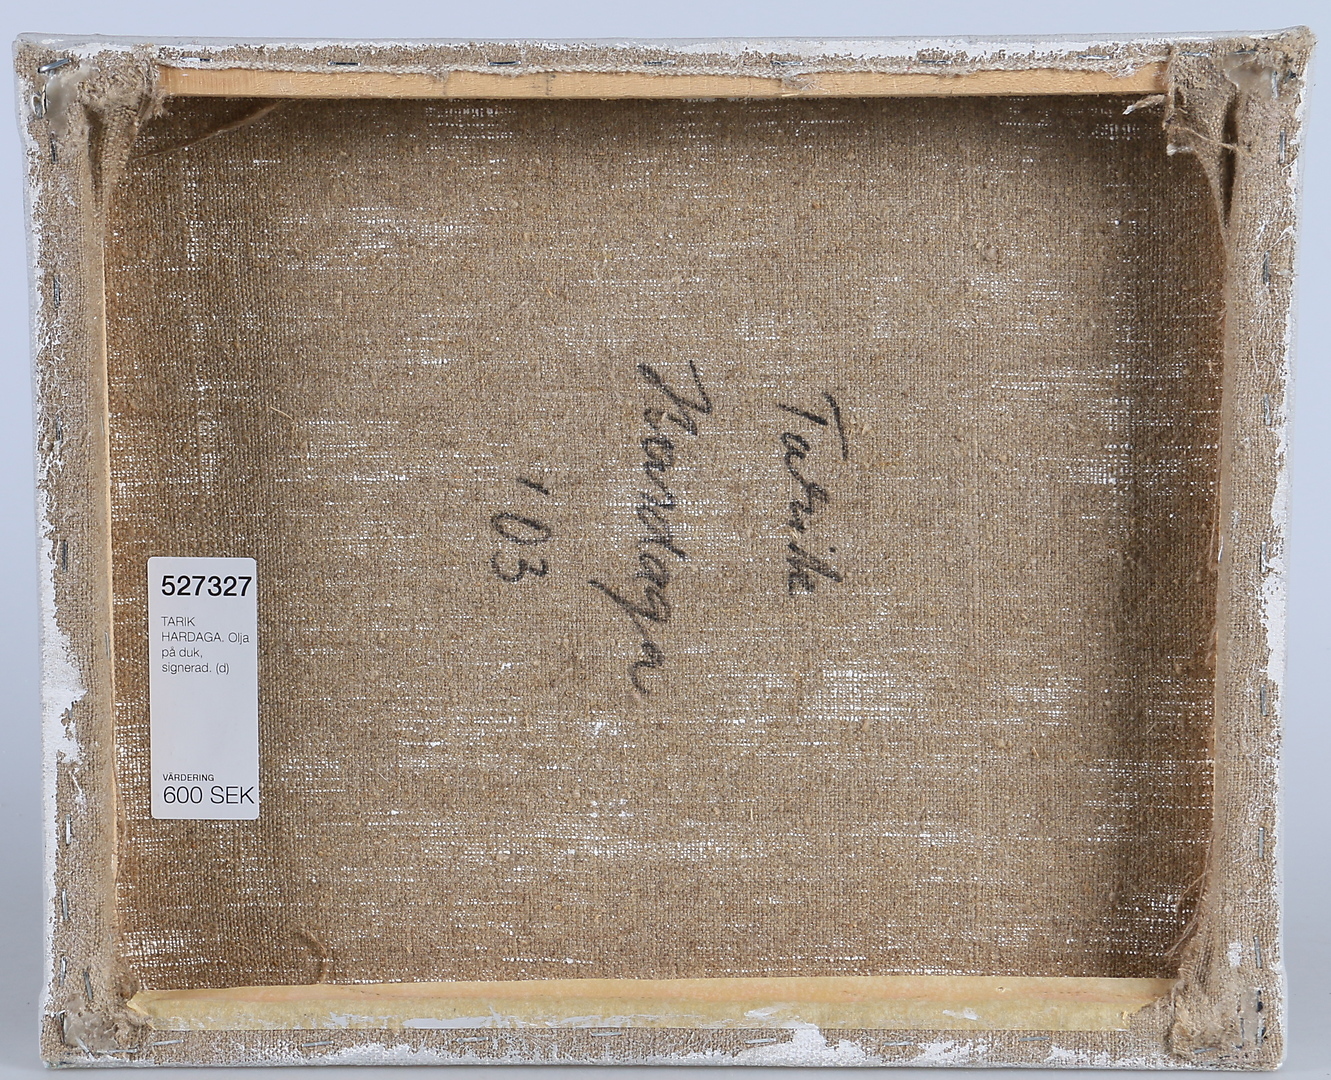 Tarik
Hardaga
' 03
527327
TARIK
HARDAGA. Olja
på duk,
signerad. (d)
VÄRDERING
600 SEK